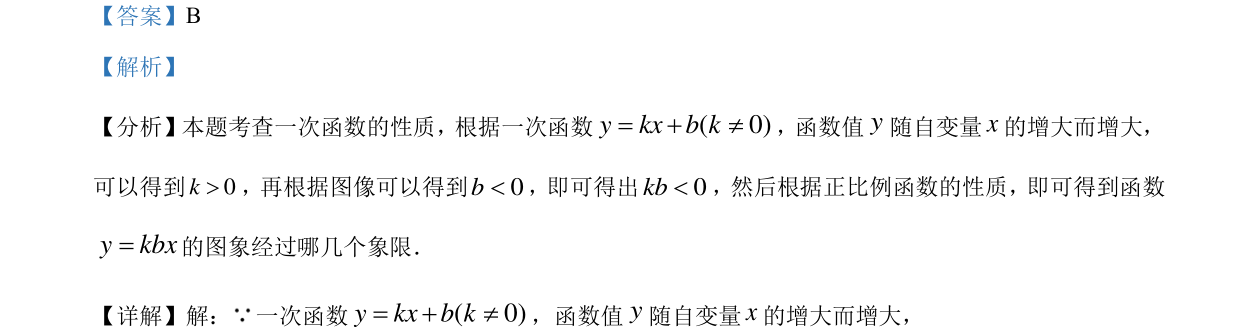 【答案】B
【解析】
【分析】本题考查一次函数的性质，根据一次函数 y = kx + b(k ≠ 0)，函数值 y 随自变量 x 的增大而增大，
可以得到 k > 0，再根据图像可以得到 b < 0，即可得出 kb < 0，然后根据正比例函数的性质，即可得到函数
y = kbx 的图象经过哪几个象限．
【详解】解：∵一次函数 y = kx + b(k ≠ 0)，函数值 y 随自变量 x 的增大而增大，